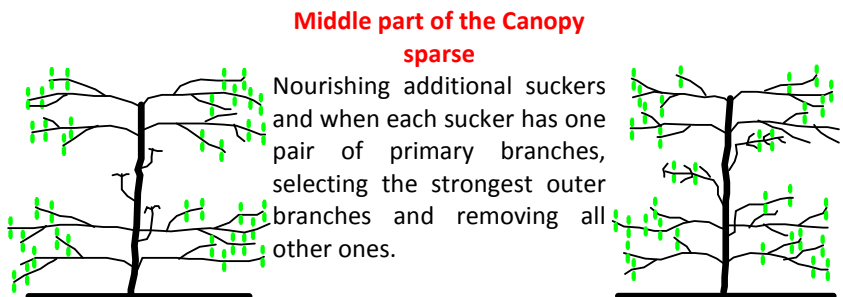 Middle part of the Canopy
sparse
Nourishing additional suckers
and when each sucker has one
pair of primary branches,
selecting the strongest outer
branches and removing all
other ones.